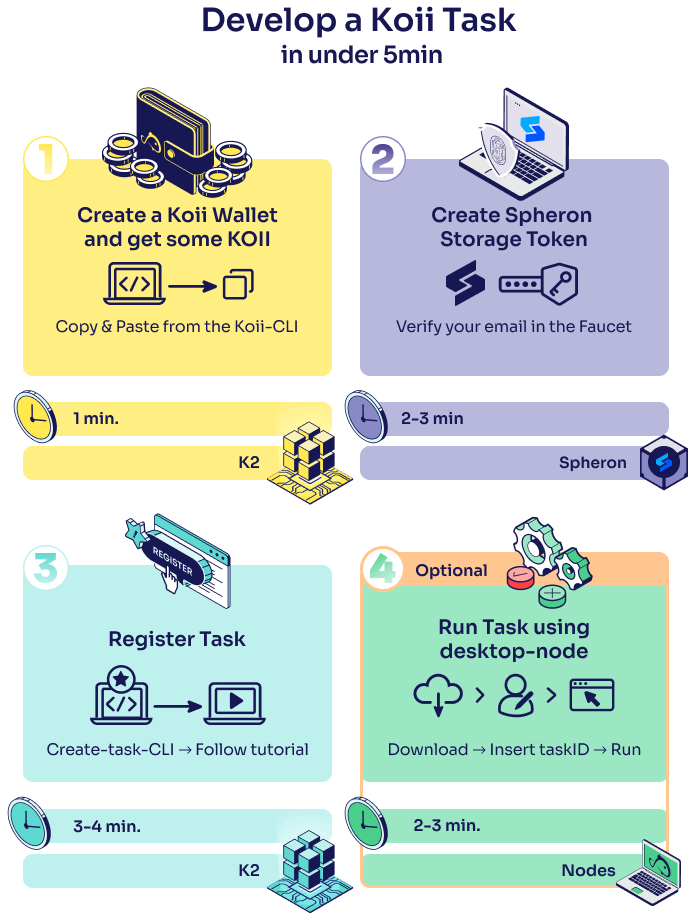 Develop a Koii Task
in under 5min
1
Create a Koii Wallet
and get some KOII
Copy & Paste from the Koii-CLI
1 min.
K2
2
Create Spheron
Storage Token
Verify your email in the Faucet
2-3 min
Spheron
3
REGISTER
Register Task
Create-task-CLI → Follow tutorial
3-4 min.
K2
4
Optional
Run Task using
desktop-node
Download → Insert taskID → Run
2-3 min.
Nodes